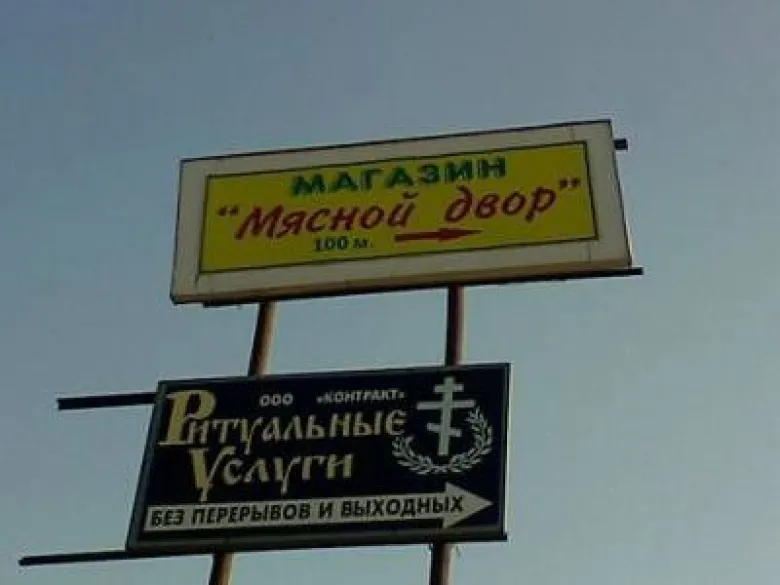 МАГАЗИН
"Мясной двор"
100 м.
ООО «КОНТРАКТ»
Ритуальные
Услуги
БЕЗ ПЕРЕРЫВОВ И ВЫХОДНЫХ